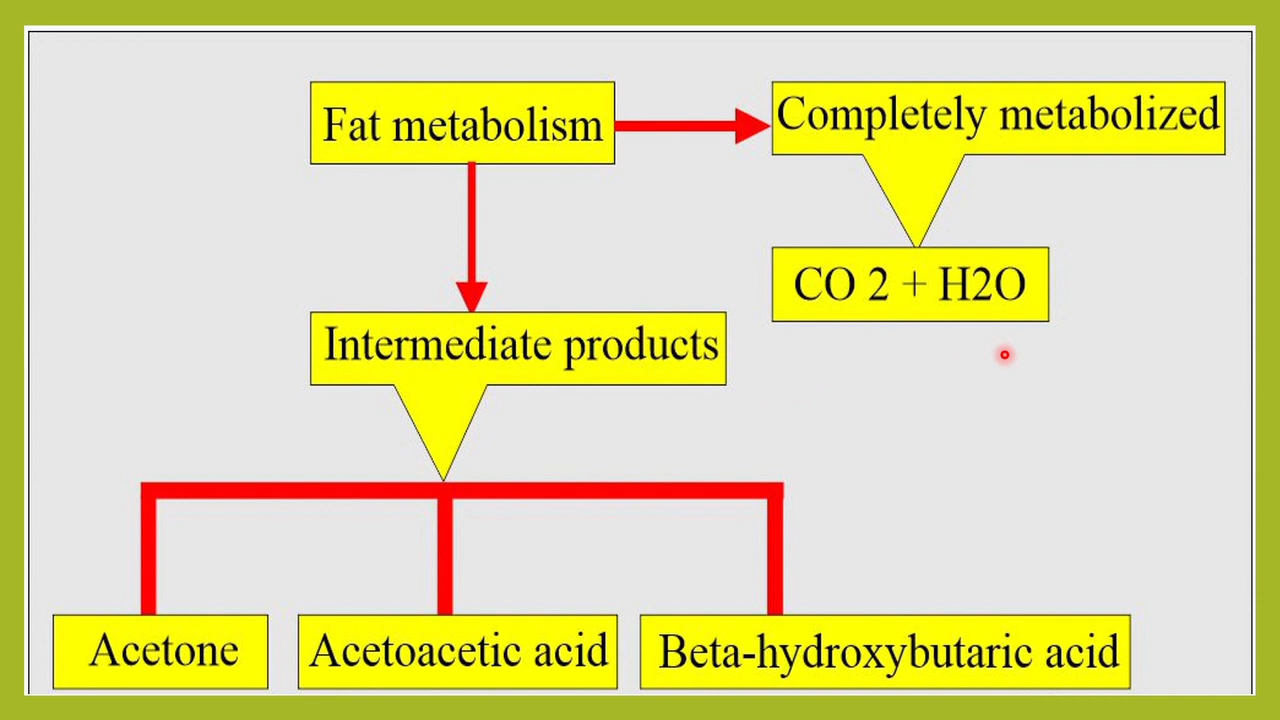 Fat metabolism
Completely metabolized
CO 2 + H2O
Intermediate products
Acetone
Acetoacetic acid
Beta-hydroxybutaric acid